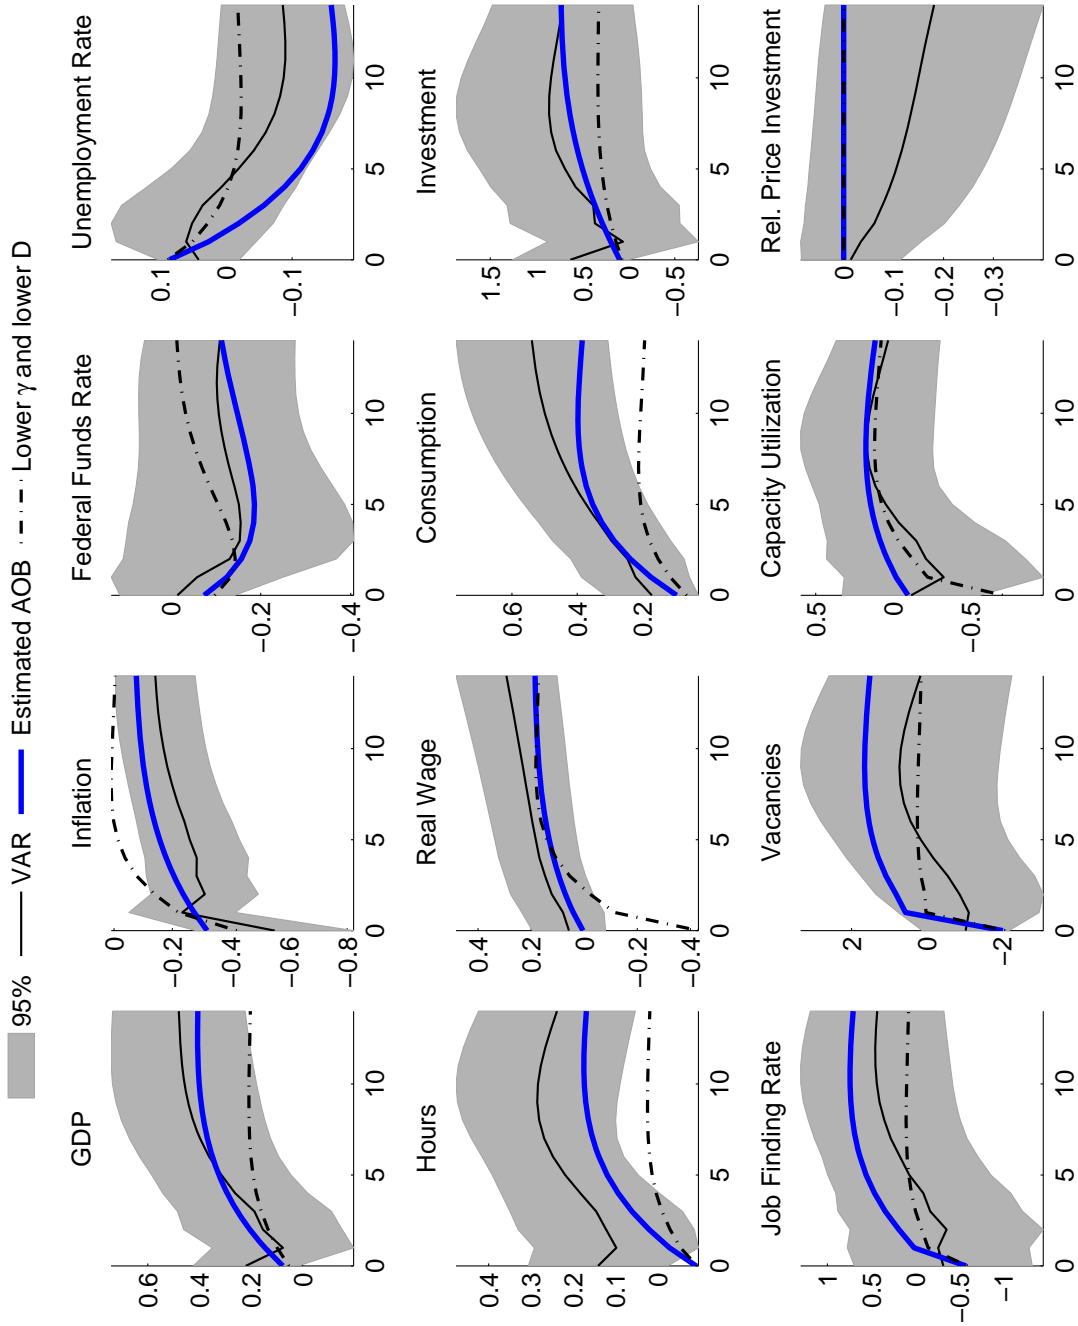 95% VAR Estimated AOB Lower γ and lower D
GDP
0.6
0.4
0.2
0
0 5 10
Inflation
0
−0.2
−0.4
−0.6
−0.8
0 5 10
Federal Funds Rate
0
−0.2
−0.4
0 5 10
Unemployment Rate
0.1
0
−0.1
0 5 10
Hours
0.4
0.3
0.2
0.1
0
0 5 10
Real Wage
0.4
0.2
0
−0.2
−0.4
0 5 10
Consumption
0.6
0.4
0.2
0 5 10
Investment
1.5
1
0.5
0
−0.5
0 5 10
Job Finding Rate
1
0.5
0
−0.5
−1
0 5 10
Vacancies
2
0
−2
0 5 10
Capacity Utilization
0.5
0
−0.5
0 5 10
Rel. Price Investment
0
−0.1
−0.2
−0.3
0 5 10